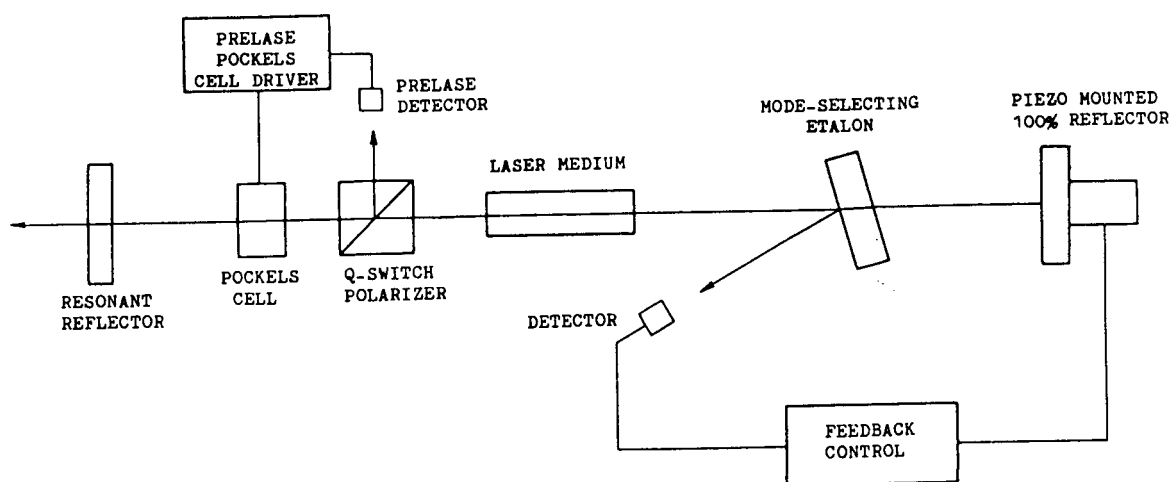 PRELASE
POCKELS
CELL DRIVER
PRELASE
DETECTOR
MODE-SELECTING
ETALON
PIEZO MOUNTED
100% REFLECTOR
LASER MEDIUM
RESONANT
REFLECTOR
POCKELS
CELL
Q-SWITCH
POLARIZER
DETECTOR
FEEDBACK
CONTROL